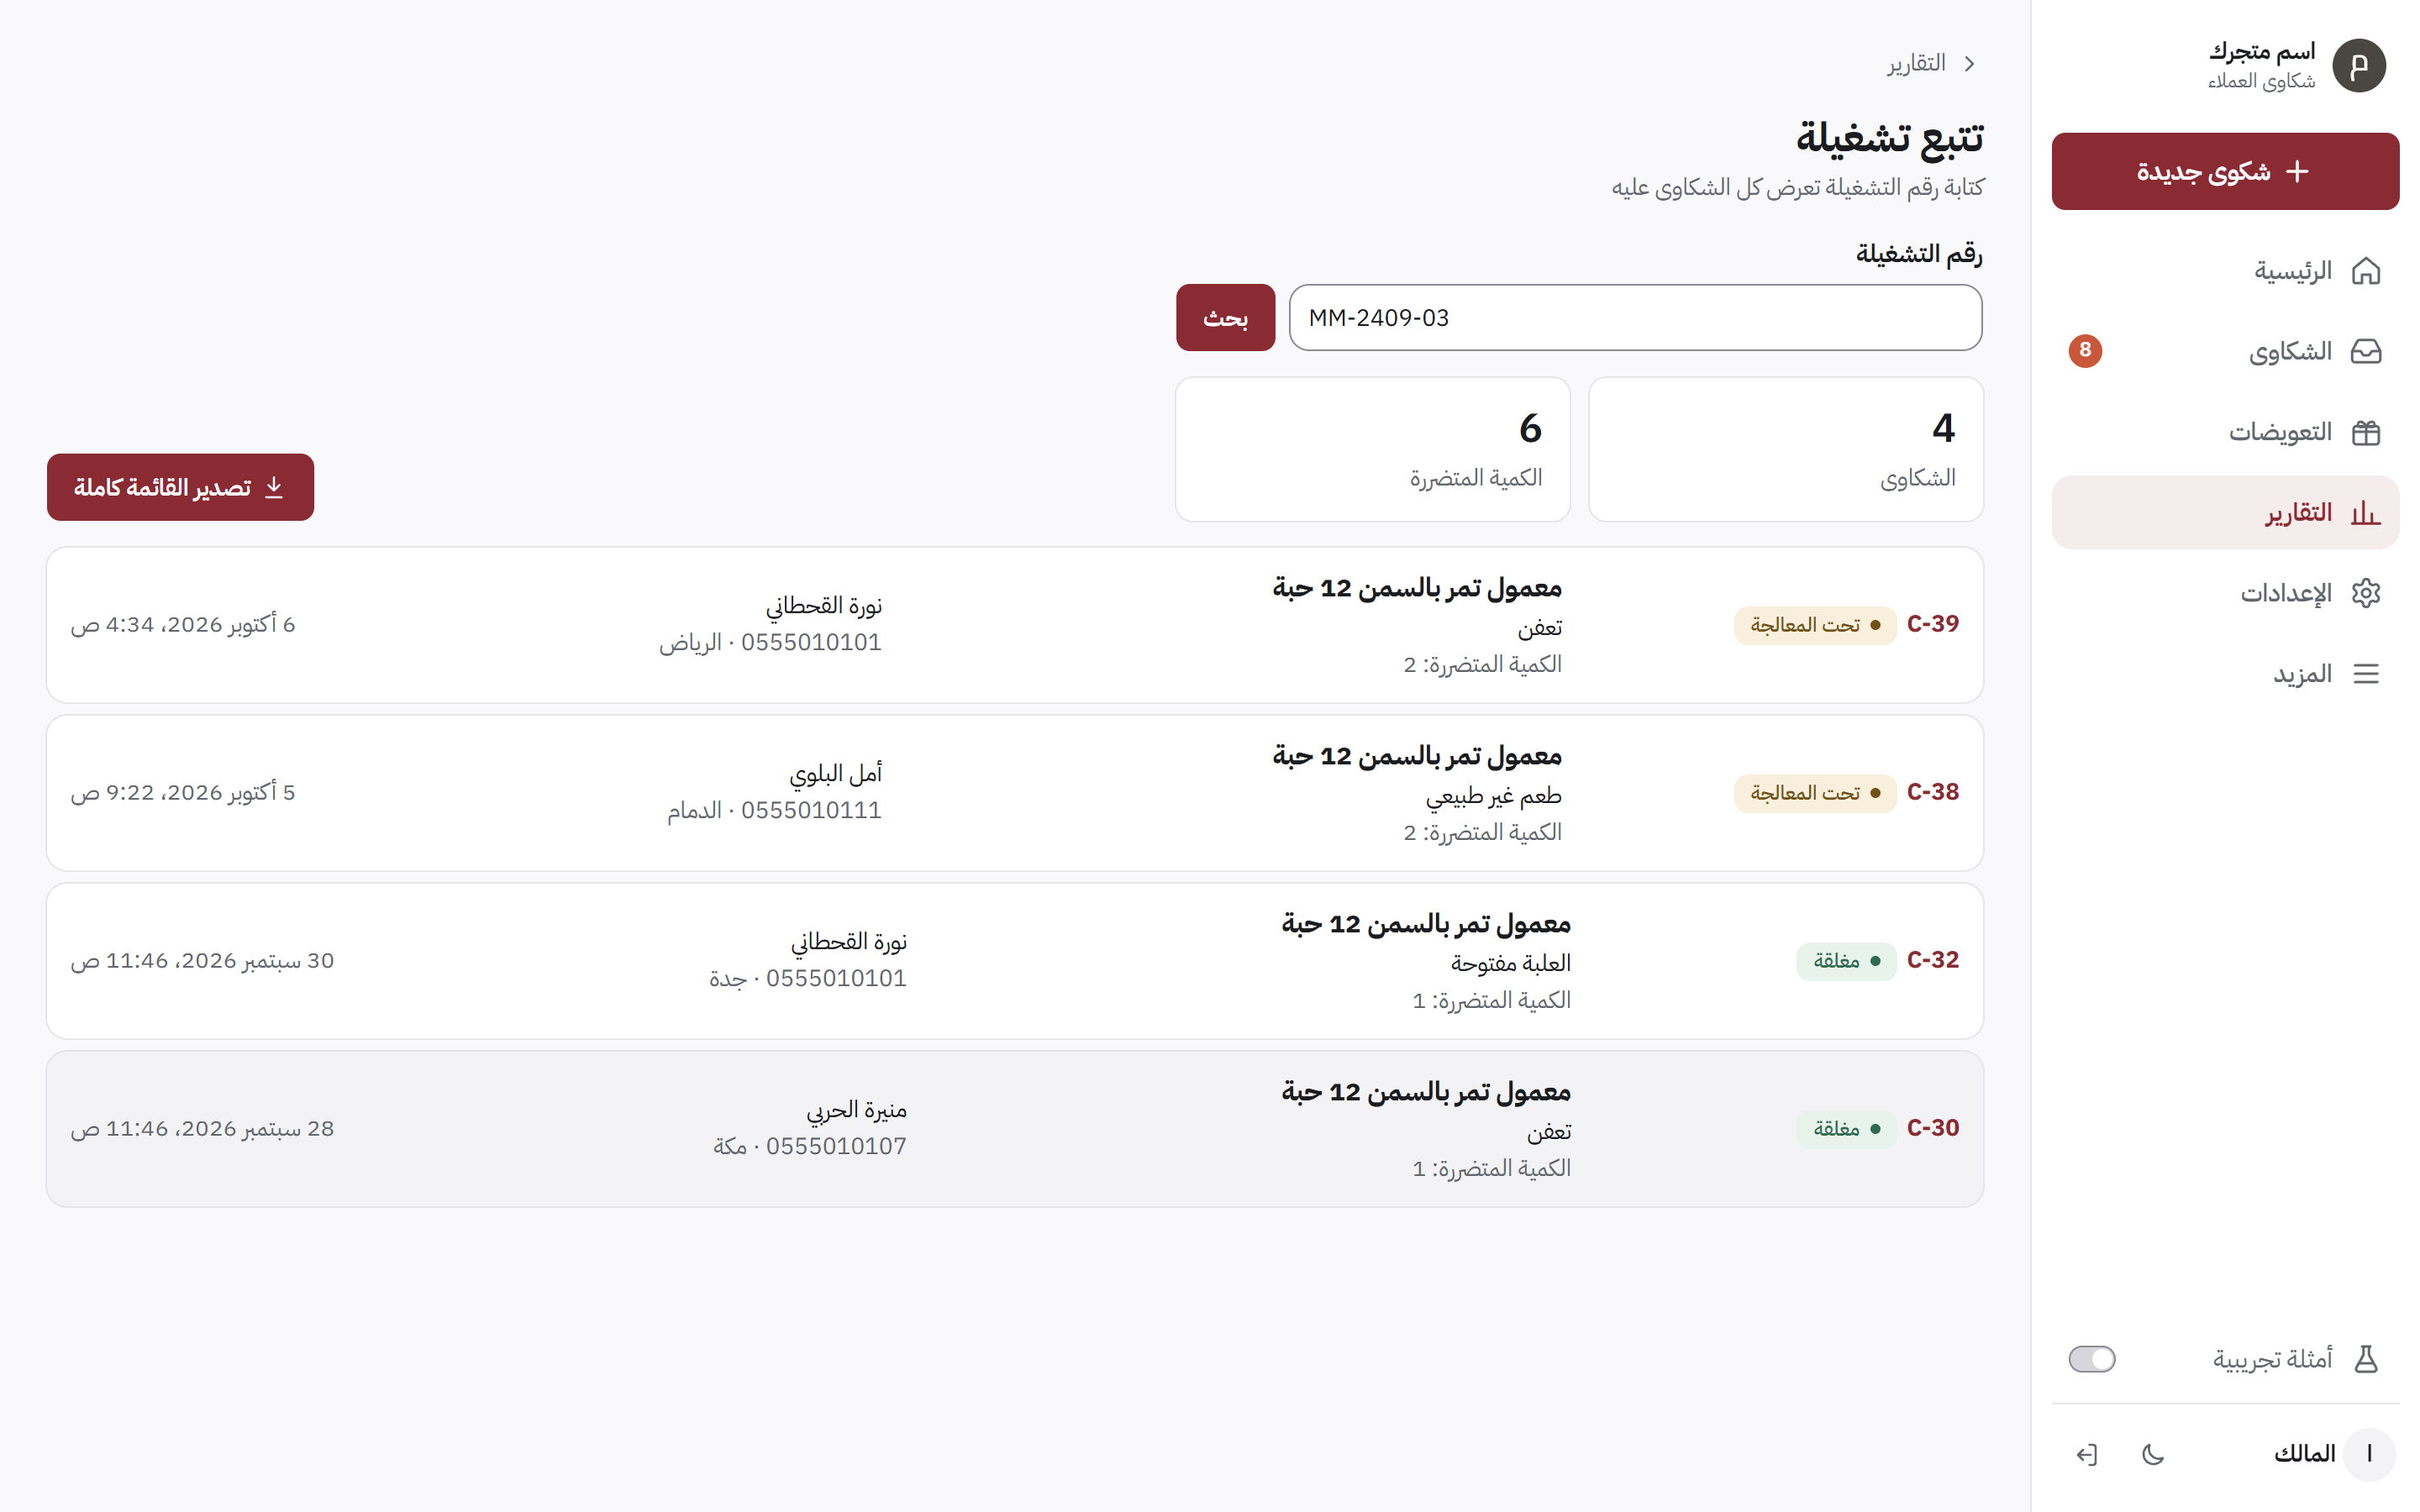 اسم متجرك
شكاوى العملاء
م
شكوى جديدة
الرئيسية
الشكاوى
8
التعويضات
التقارير
الإعدادات
المزيد
أمثلة تجريبية
ا
المالك
التقارير
تتبع تشغيلة
كتابة رقم التشغيلة تعرض كل الشكاوى عليه
رقم التشغيلة
MM-2409-03
بحث
4
الشكاوى
6
الكمية المتضررة
تصدير القائمة كاملة
C-39
تحت المعالجة
معمول تمر بالسمن 12 حبة
تعفن
الكمية المتضررة: 2
نورة القحطاني
0555010101 · الرياض
6 أكتوبر 2026، 4:34 ص
C-38
تحت المعالجة
معمول تمر بالسمن 12 حبة
طعم غير طبيعي
الكمية المتضررة: 2
أمل البلوي
0555010111 · الدمام
5 أكتوبر 2026، 9:22 ص
C-32
مغلقة
معمول تمر بالسمن 12 حبة
العلبة مفتوحة
الكمية المتضررة: 1
نورة القحطاني
0555010101 · جدة
30 سبتمبر 2026، 11:46 ص
C-30
مغلقة
معمول تمر بالسمن 12 حبة
تعفن
الكمية المتضررة: 1
منيرة الحربي
0555010107 · مكة
28 سبتمبر 2026، 11:46 ص